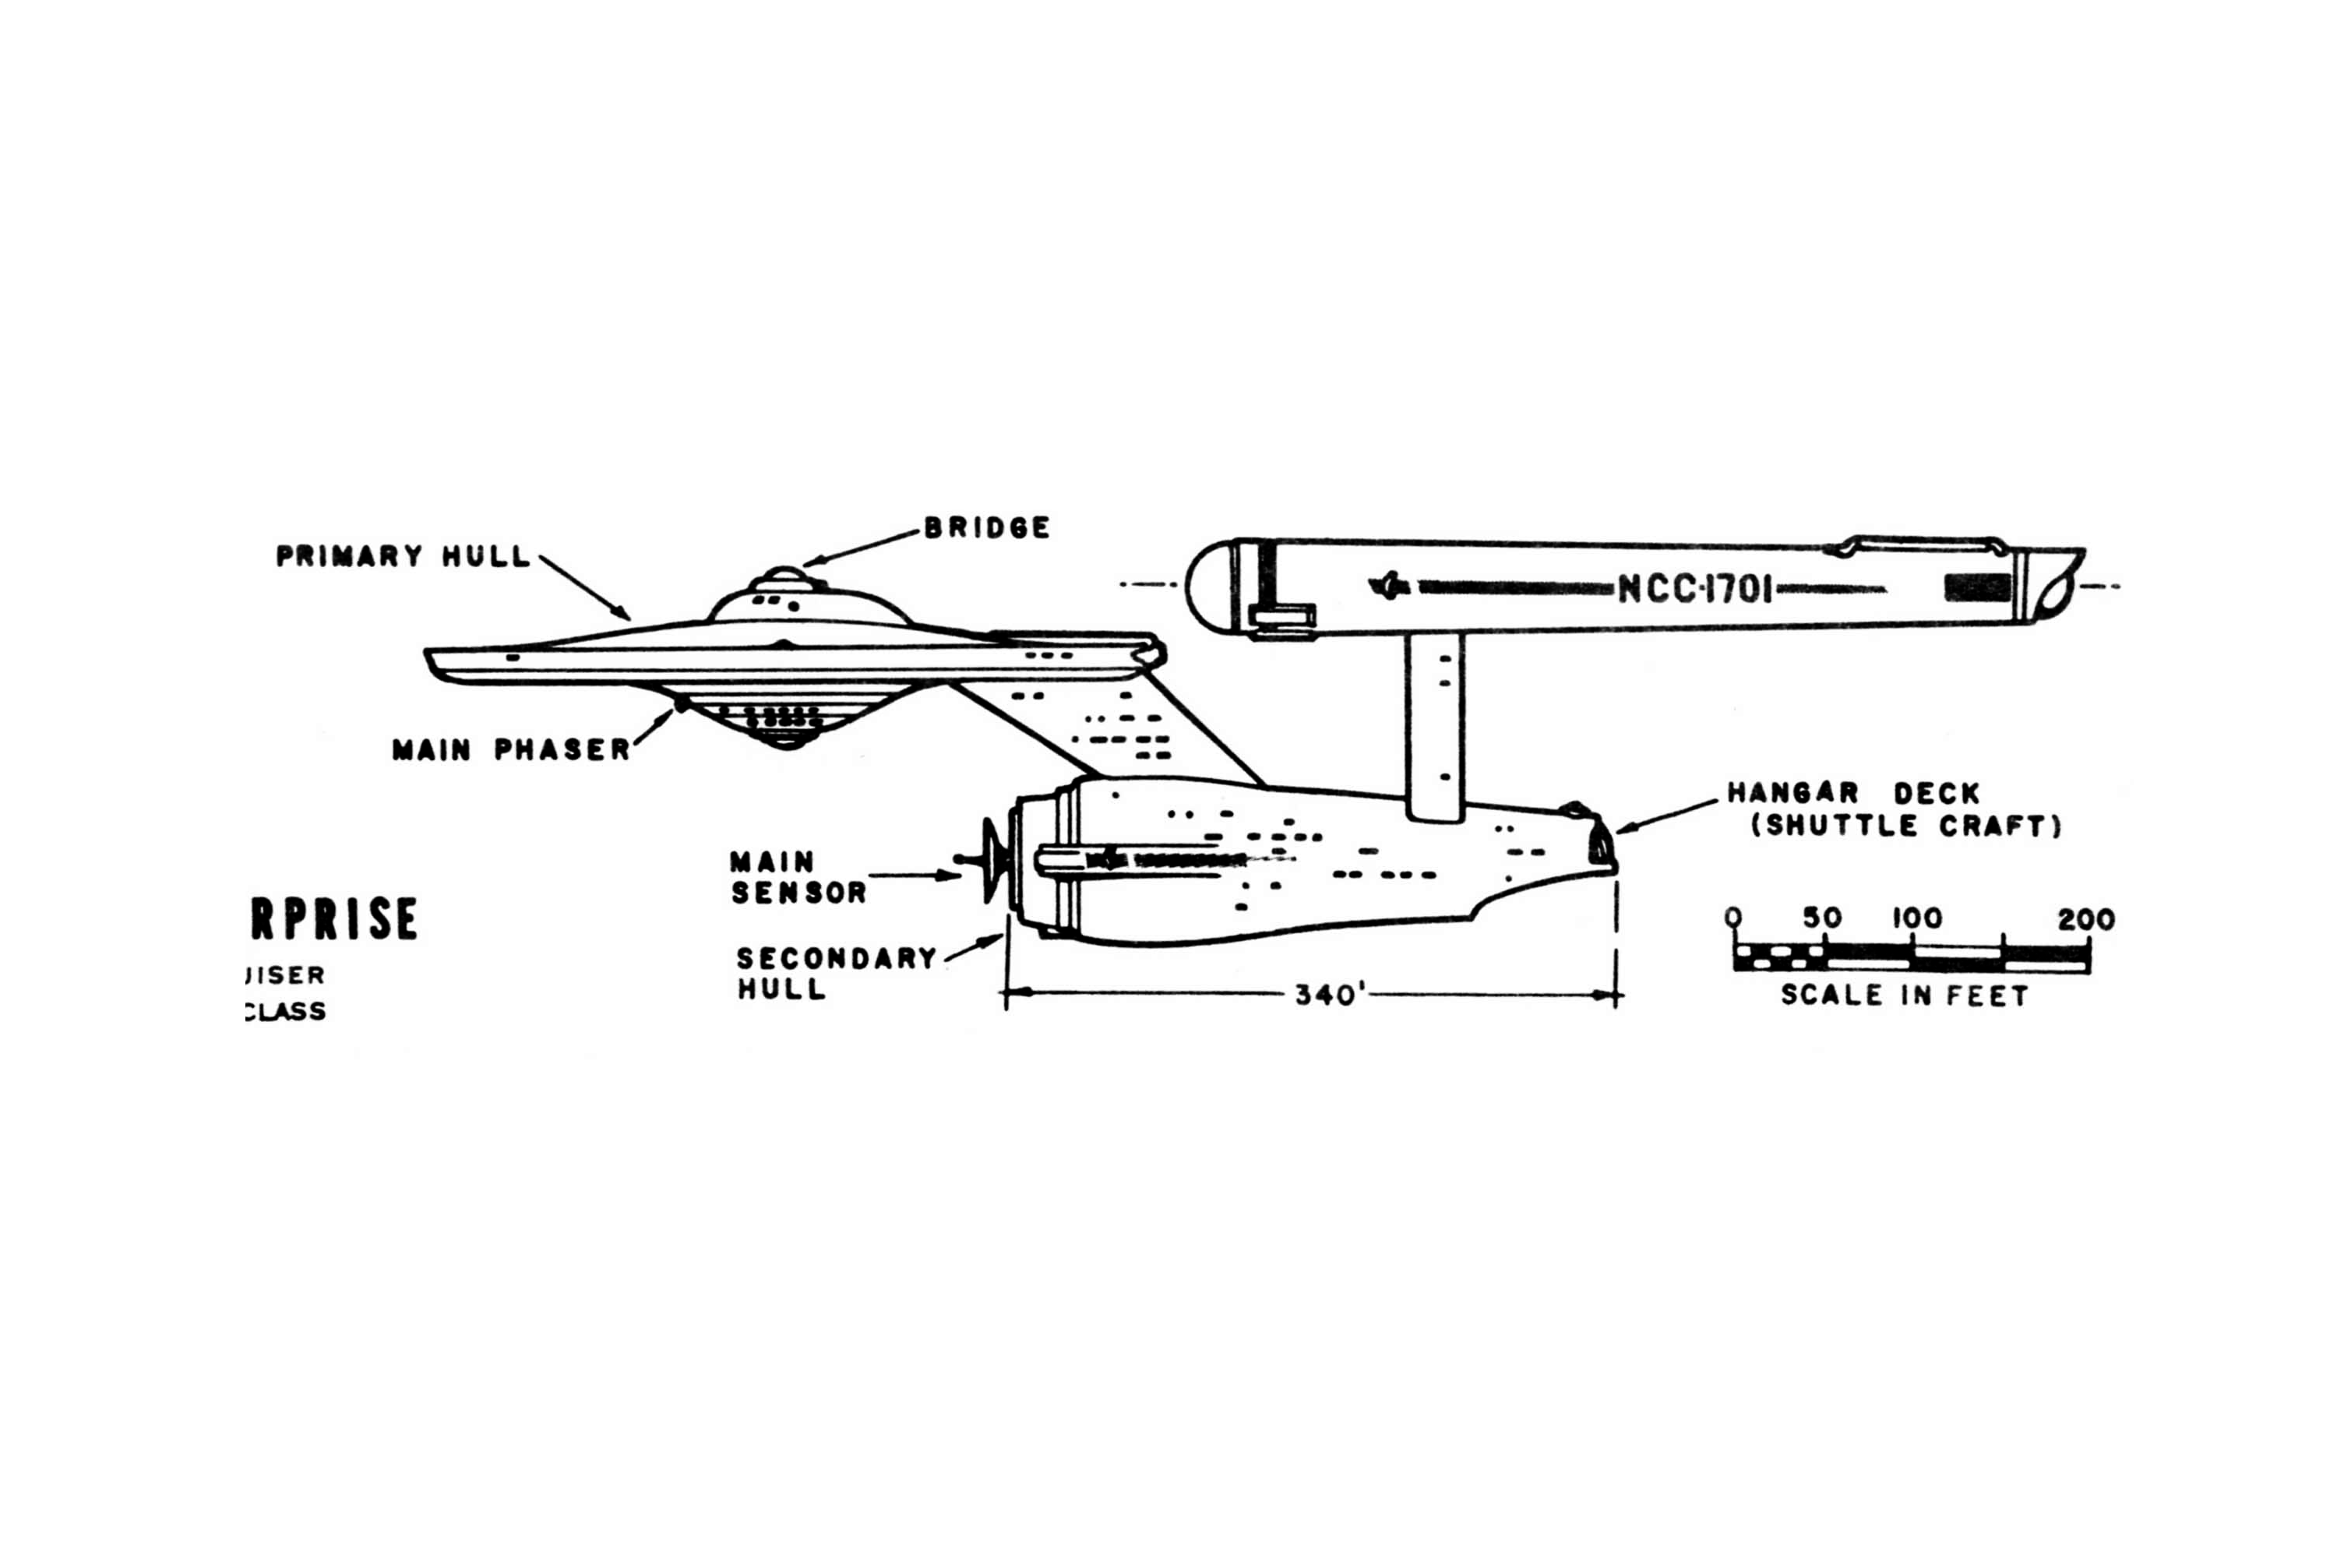 BRIDGE
PRIMARY HULL
NCC-1701
MAIN PHASER
HANGAR DECK
(SHUTTLE CRAFT)
MAIN
SENSOR
RPRISE
UISER
CLASS
SECONDARY
HULL
340'
0 50 100 200
SCALE IN FEET